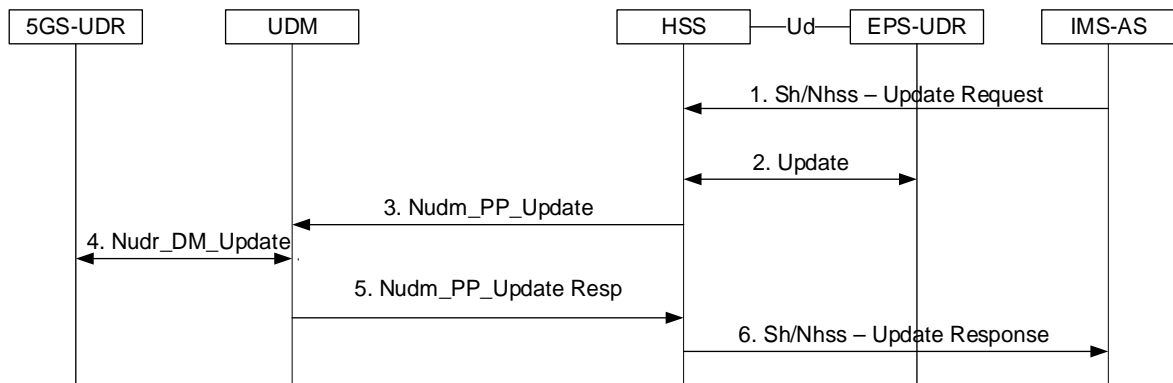 5GS-UDR
UDM
HSS
Ud
EPS-UDR
IMS-AS
1. Sh/Nhss – Update Request
2. Update
3. Nudm_PP_Update
4. Nudr_DM_Update
5. Nudm_PP_Update Resp
6. Sh/Nhss – Update Response